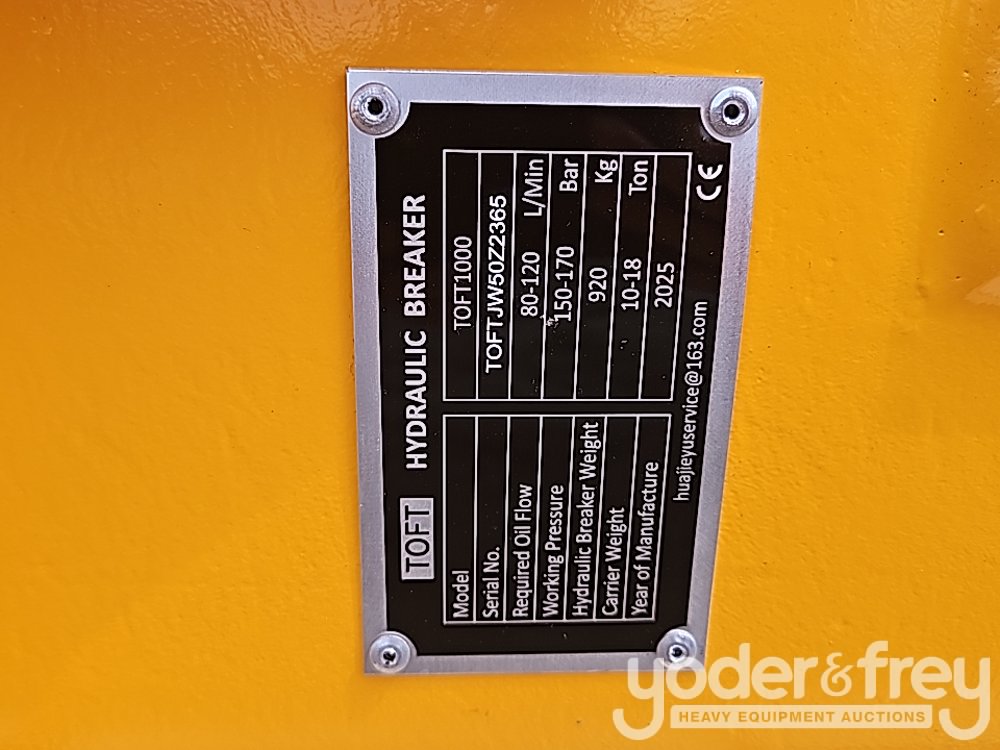 TOFT HYDRAULIC BREAKER
Model TOFT1000
Serial No. TOFTJW50Z2365
Required Oil Flow 80-120 L/Min
Working Pressure 150-170 Bar
Hydraulic Breaker Weight 920 Kg
Carrier Weight 10-18 Ton
Year of Manufacture 2025
huajieyuservice@163.com CE
yoder&frey
HEAVY EQUIPMENT AUCTIONS